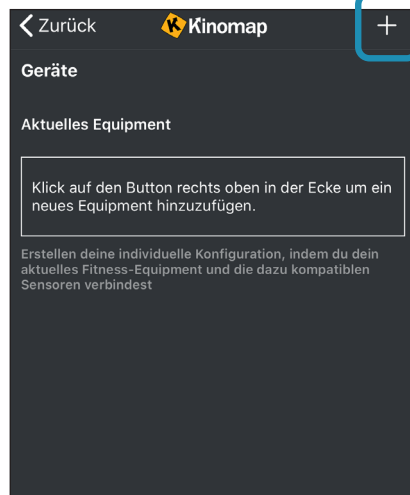 Zurück Kinomap +
Geräte
Aktuelles Equipment
Klick auf den Button rechts oben in der Ecke um ein
neues Equipment hinzuzufügen.
Erstellen deine individuelle Konfiguration, indem du dein
aktuelles Fitness-Equipment und die dazu kompatiblen
Sensoren verbindest